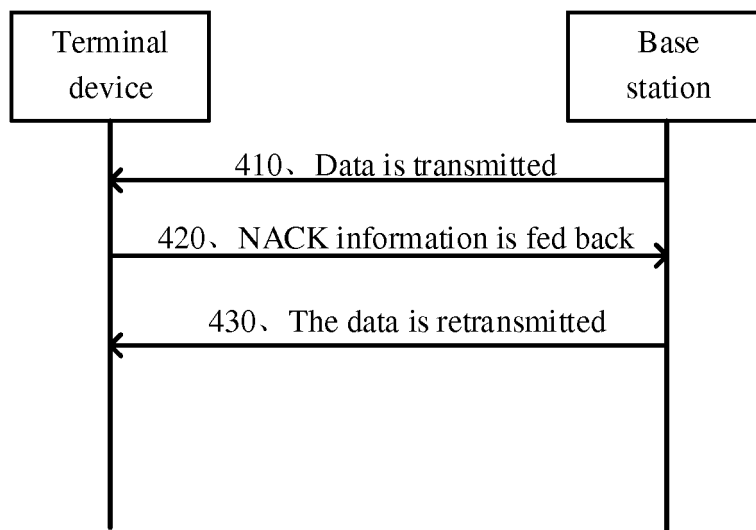 Terminal
device
Base
station
410、Data is transmitted
420、NACK information is fed back
430、The data is retransmitted